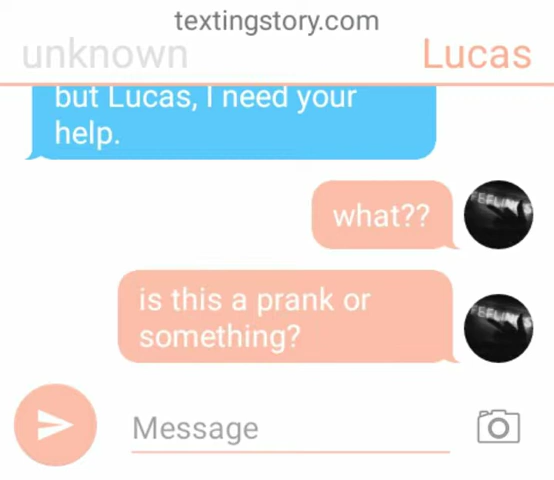 textingstory.com
unknown
Lucas
but Lucas, I need your
help.
what??
is this a prank or
something?
Message